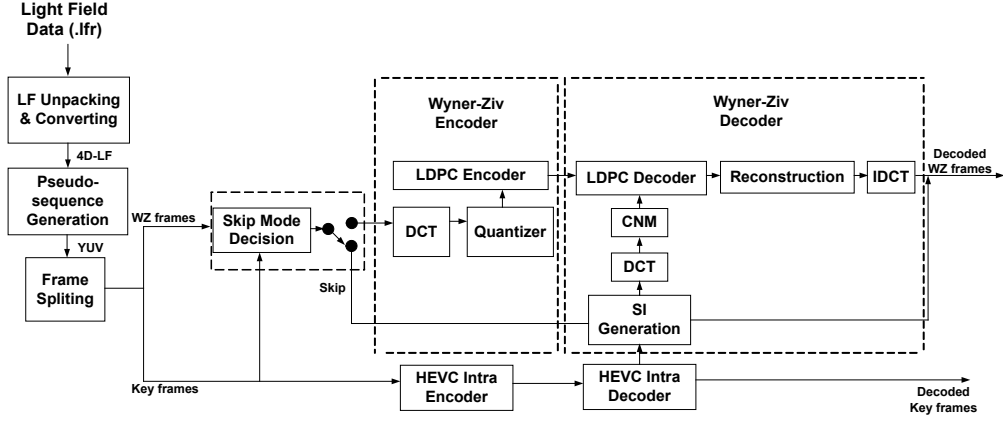 Light Field
Data (.lfr)
LF Unpacking
& Converting
4D-LF
Pseudo-
sequence
Generation
YUV
Frame
Spliting
WZ frames
Key frames
Skip Mode
Decision
Skip
Wyner-Ziv
Encoder
LDPC Encoder
DCT
Quantizer
Wyner-Ziv
Decoder
LDPC Decoder
Reconstruction
IDCT
CNM
DCT
SI
Generation
HEVC Intra
Encoder
HEVC Intra
Decoder
Decoded
WZ frames
Decoded
Key frames